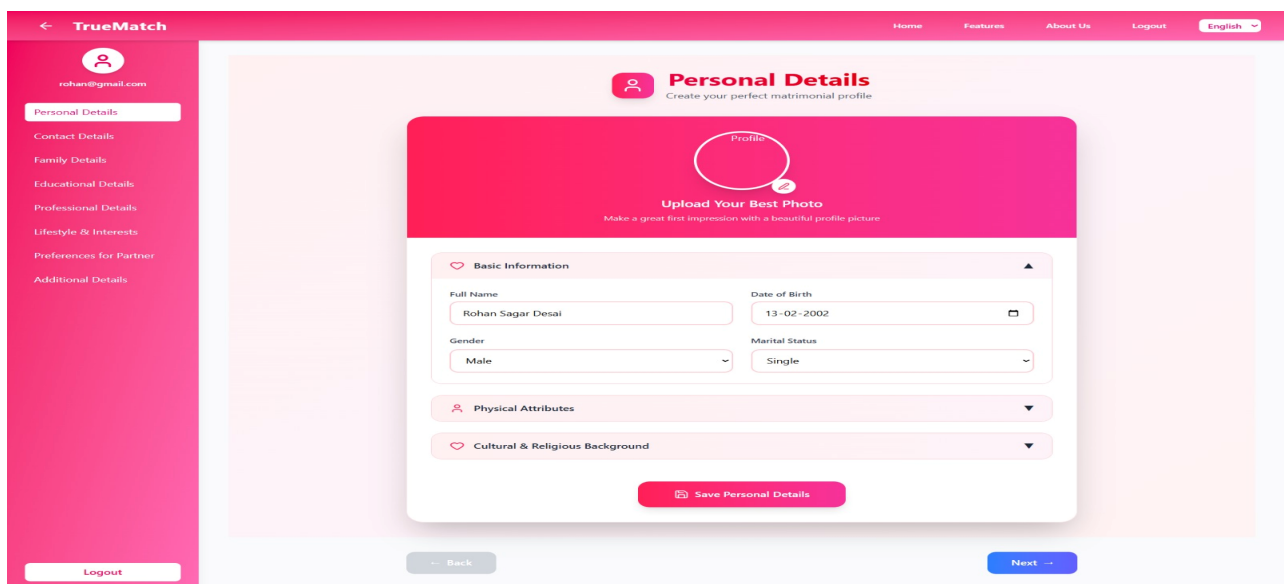 ← TrueMatch
Home Features About Us Logout English
rohan@gmail.com
Personal Details
Contact Details
Family Details
Educational Details
Professional Details
Lifestyle & Interests
Preferences for Partner
Additional Details
Logout
Personal Details
Create your perfect matrimonial profile
Profile
Upload Your Best Photo
Make a great first impression with a beautiful profile picture
Basic Information
Full Name Date of Birth
Rohan Sagar Desai 13-02-2002
Gender Marital Status
Male Single
Physical Attributes
Cultural & Religious Background
Save Personal Details
← Back Next →